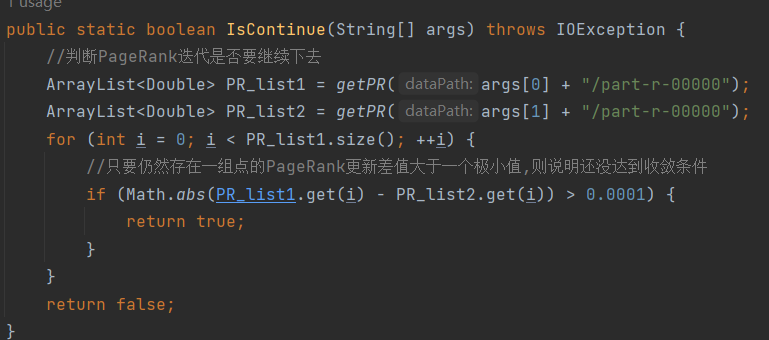 1 usage
public static boolean IsContinue(String[] args) throws IOException {
//判断PageRank迭代是否要继续下去
ArrayList<Double> PR_list1 = getPR( dataPath: args[0] + "/part-r-00000");
ArrayList<Double> PR_list2 = getPR( dataPath: args[1] + "/part-r-00000");
for (int i = 0; i < PR_list1.size(); ++i) {
//只要仍然存在一组点的PageRank更新差值大于一个极小值,则说明还没达到收敛条件
if (Math.abs(PR_list1.get(i) - PR_list2.get(i)) > 0.0001) {
return true;
}
}
return false;
}